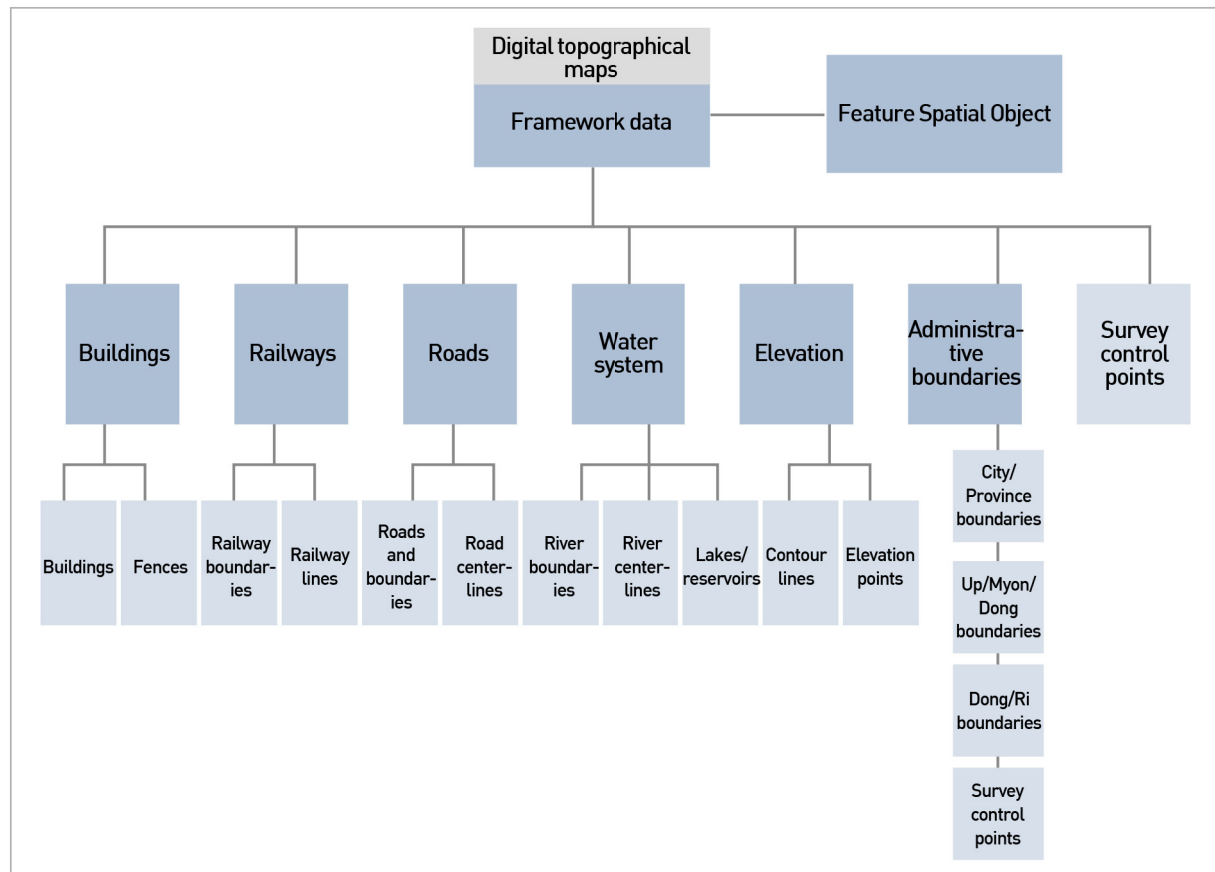 Digital topographical
maps
Framework data
Feature Spatial Object
Buildings
Railways
Roads
Water
system
Elevation
Administra-
tive
boundaries
Survey
control
points
Buildings
Fences
Railway
boundar-
ies
Railway
lines
Roads
and
boundar-
ies
Road
center-
lines
River
boundar-
ies
River
center-
lines
Lakes/
reservoirs
Contour
lines
Elevation
points
City/
Province
boundaries
Up/Myon/
Dong
boundaries
Dong/Ri
boundaries
Survey
control
points